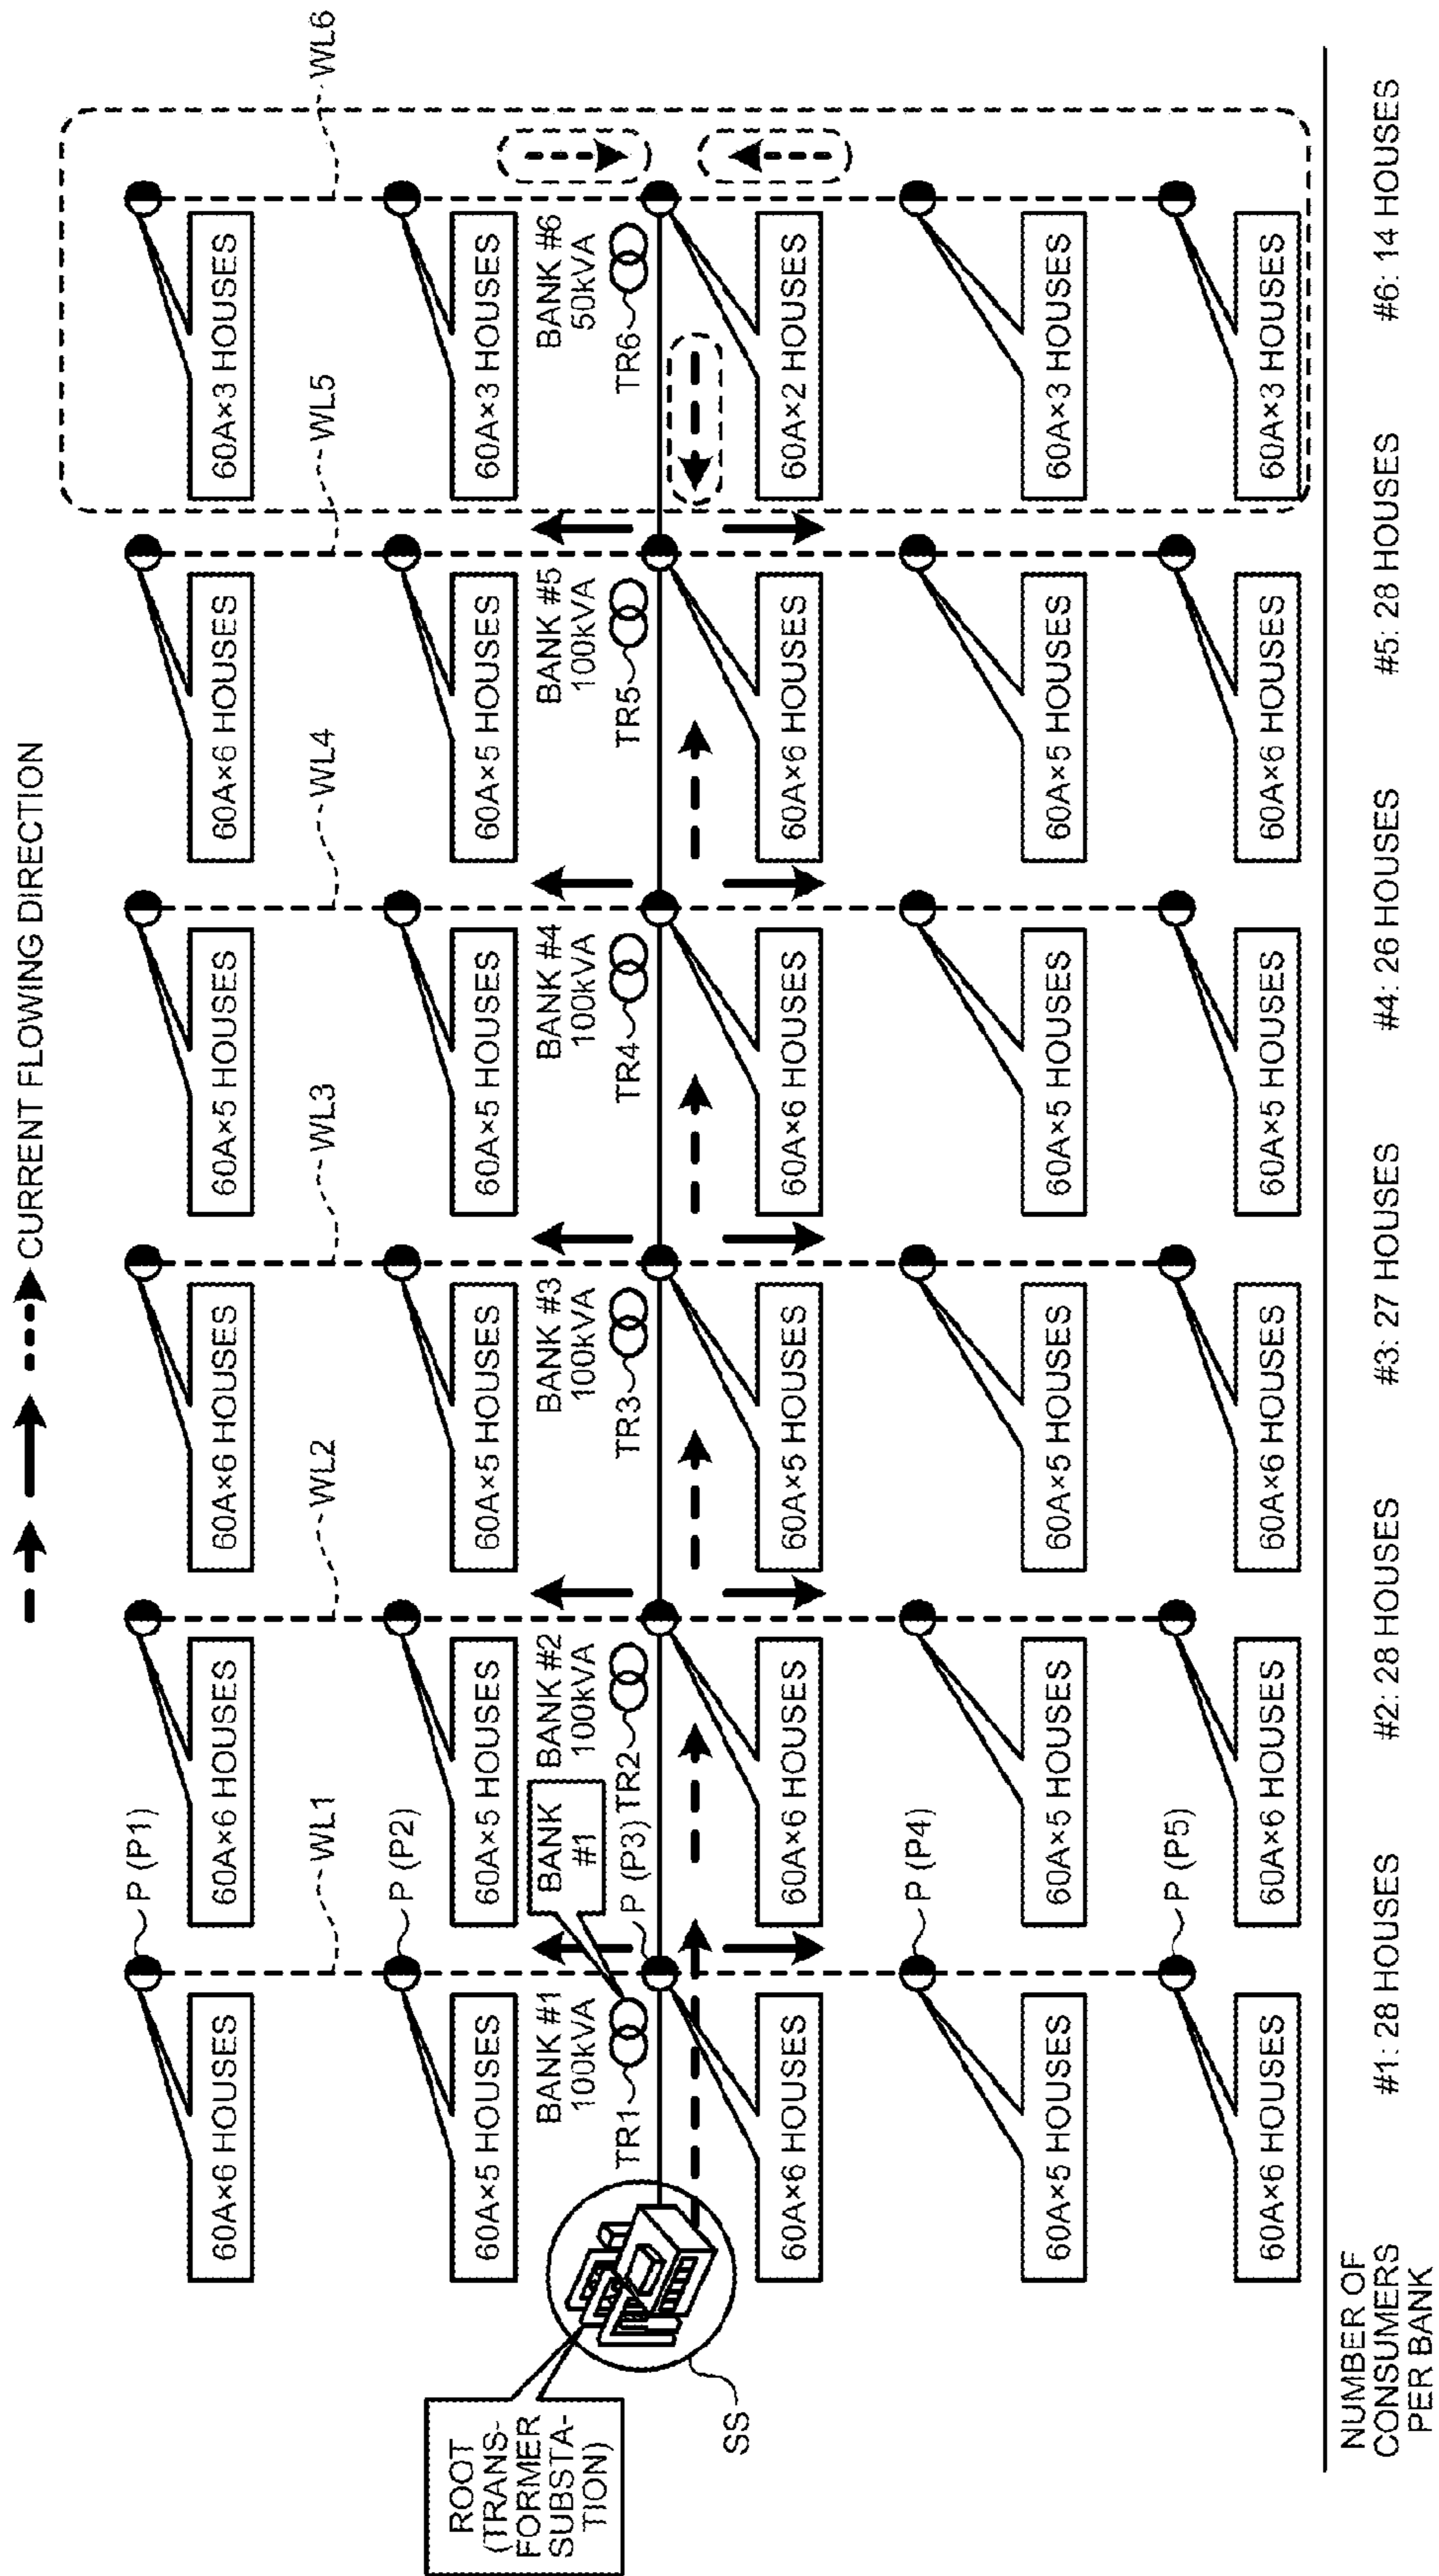 CURRENT FLOWING DIRECTION
WL1
WL2
WL3
WL4
WL5
WL6
P (P1)
60A×6 HOUSES
60A×6 HOUSES
60A×6 HOUSES
60A×5 HOUSES
60A×6 HOUSES
60A×3 HOUSES
P (P2)
60A×5 HOUSES
60A×5 HOUSES
60A×5 HOUSES
60A×5 HOUSES
60A×5 HOUSES
60A×3 HOUSES
ROOT
(TRANS-
FORMER
SUBSTA-
TION)
SS
BANK #1
100kVA
TR1
BANK
#1
P (P3)
BANK #2
100kVA
TR2
BANK #3
100kVA
TR3
BANK #4
100kVA
TR4
BANK #5
100kVA
TR5
BANK #6
50kVA
TR6
60A×6 HOUSES
60A×6 HOUSES
60A×5 HOUSES
60A×6 HOUSES
60A×6 HOUSES
60A×2 HOUSES
P (P4)
60A×5 HOUSES
60A×5 HOUSES
60A×5 HOUSES
60A×5 HOUSES
60A×5 HOUSES
60A×3 HOUSES
P (P5)
60A×6 HOUSES
60A×6 HOUSES
60A×6 HOUSES
60A×5 HOUSES
60A×6 HOUSES
60A×3 HOUSES
NUMBER OF
CONSUMERS
PER BANK
#1: 28 HOUSES
#2: 28 HOUSES
#3: 27 HOUSES
#4: 26 HOUSES
#5: 28 HOUSES
#6: 14 HOUSES